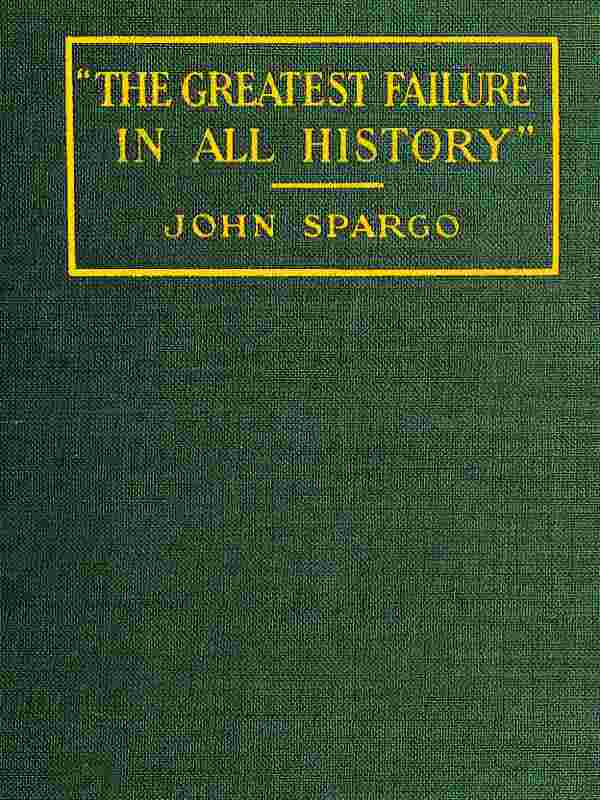 “THE GREATEST FAILURE
IN ALL HISTORY”
JOHN SPARGO